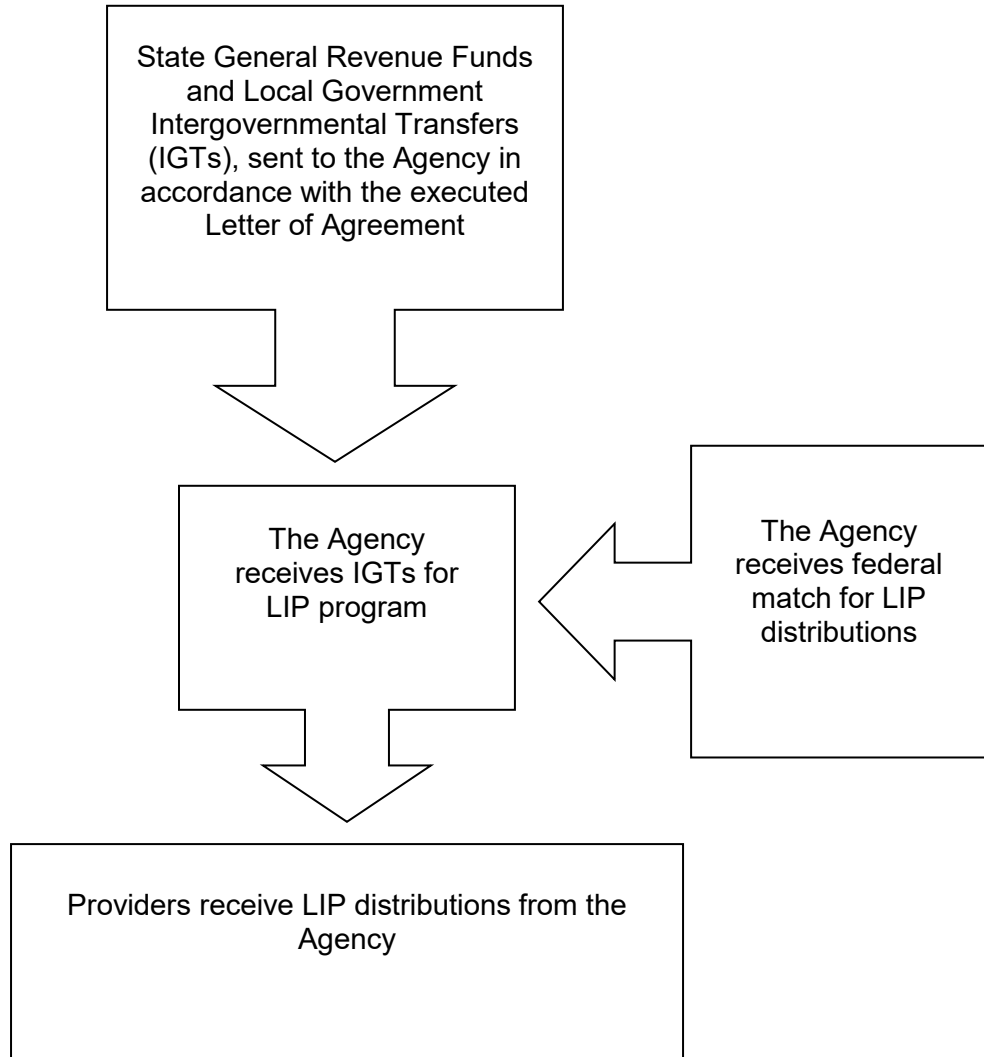 State General Revenue Funds
and Local Government
Intergovernmental Transfers
(IGTs), sent to the Agency in
accordance with the executed
Letter of Agreement
The Agency
receives IGTs for
LIP program
The Agency
receives federal
match for LIP
distributions
Providers receive LIP distributions from the
Agency